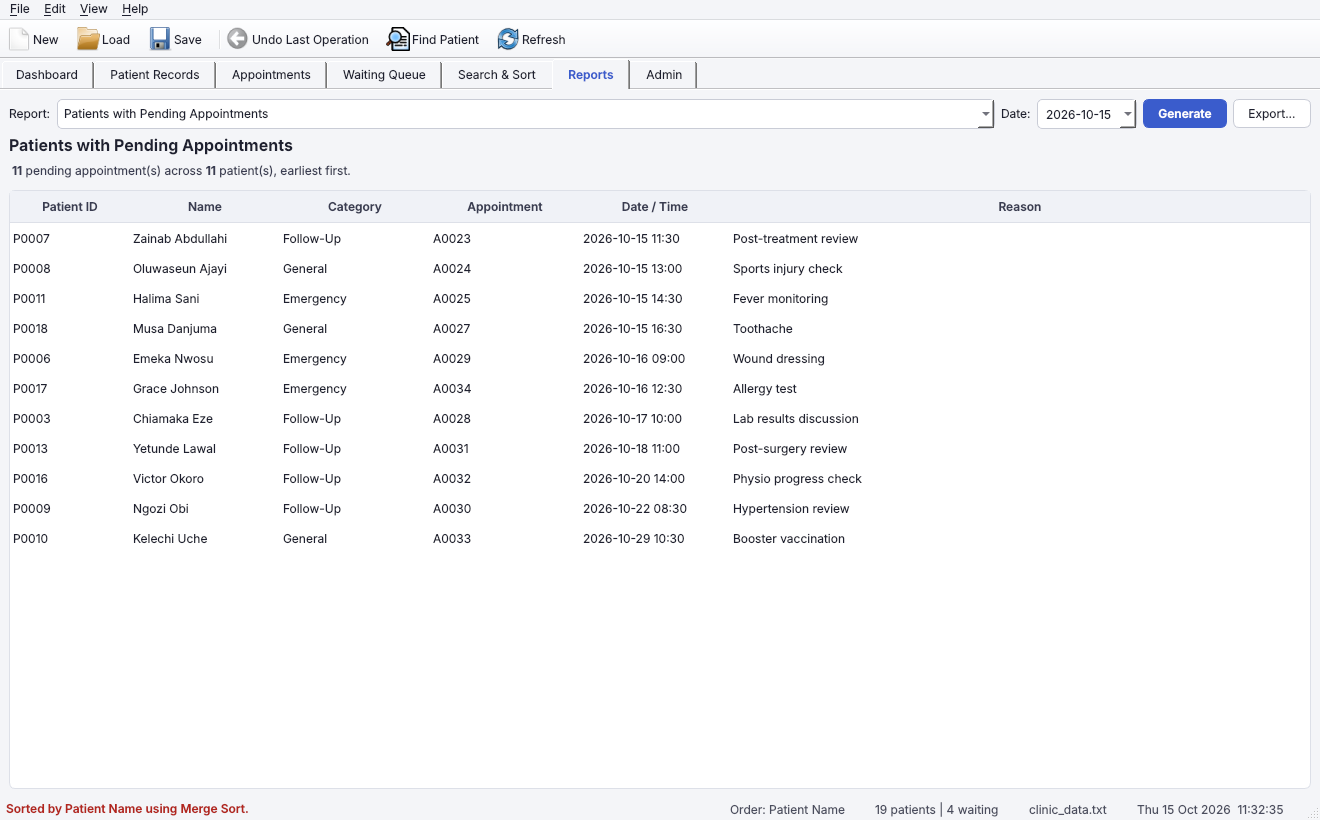 File Edit View Help
New Load Save Undo Last Operation Find Patient Refresh
Dashboard Patient Records Appointments Waiting Queue Search & Sort Reports Admin
Report: Patients with Pending Appointments Date: 2026-10-15 Generate Export...
Patients with Pending Appointments
11 pending appointment(s) across 11 patient(s), earliest first.
Patient ID Name Category Appointment Date / Time Reason
P0007 Zainab Abdullahi Follow-Up A0023 2026-10-15 11:30 Post-treatment review
P0008 Oluwaseun Ajayi General A0024 2026-10-15 13:00 Sports injury check
P0011 Halima Sani Emergency A0025 2026-10-15 14:30 Fever monitoring
P0018 Musa Danjuma General A0027 2026-10-15 16:30 Toothache
P0006 Emeka Nwosu Emergency A0029 2026-10-16 09:00 Wound dressing
P0017 Grace Johnson Emergency A0034 2026-10-16 12:30 Allergy test
P0003 Chiamaka Eze Follow-Up A0028 2026-10-17 10:00 Lab results discussion
P0013 Yetunde Lawal Follow-Up A0031 2026-10-18 11:00 Post-surgery review
P0016 Victor Okoro Follow-Up A0032 2026-10-20 14:00 Physio progress check
P0009 Ngozi Obi Follow-Up A0030 2026-10-22 08:30 Hypertension review
P0010 Kelechi Uche General A0033 2026-10-29 10:30 Booster vaccination
Sorted by Patient Name using Merge Sort. Order: Patient Name 19 patients | 4 waiting clinic_data.txt Thu 15 Oct 2026 11:32:35